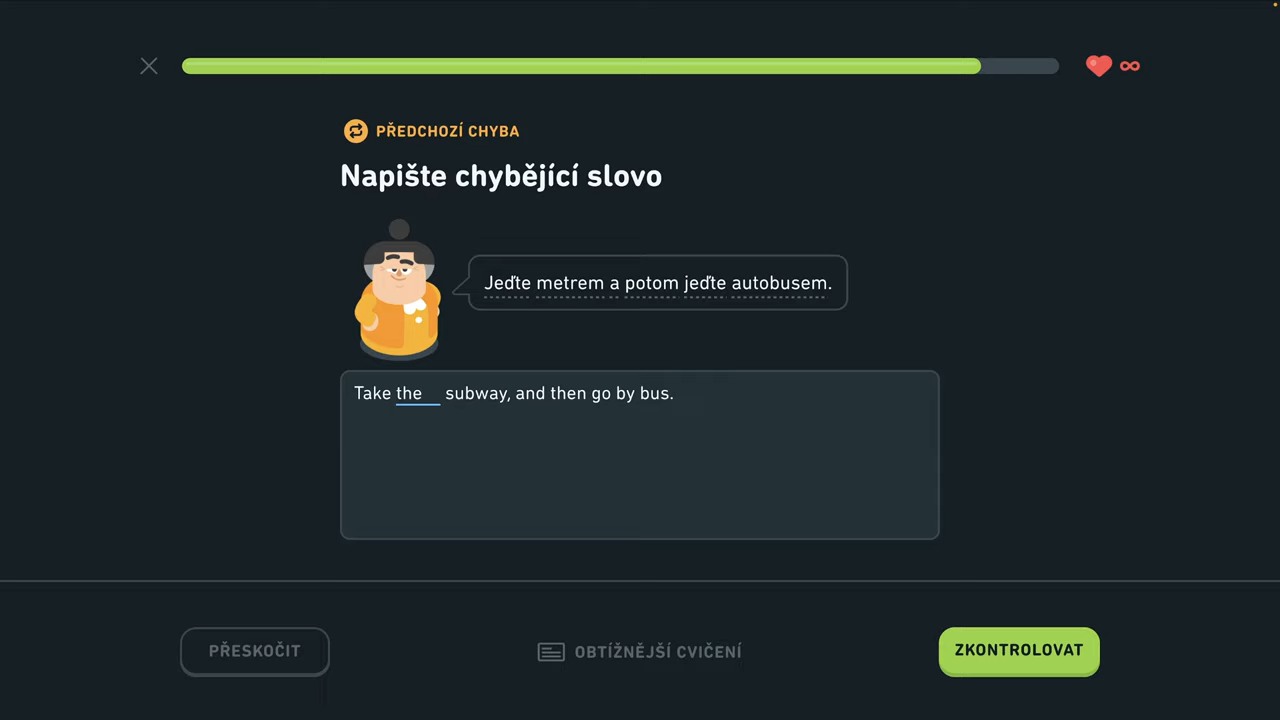 PŘEDCHOZÍ CHYBA
Napište chybějící slovo
Jeďte metrem a potom jeďte autobusem.
Take the subway, and then go by bus.
PŘESKOČIT
OBTÍŽNĚJŠÍ CVIČENÍ
ZKONTROLOVAT